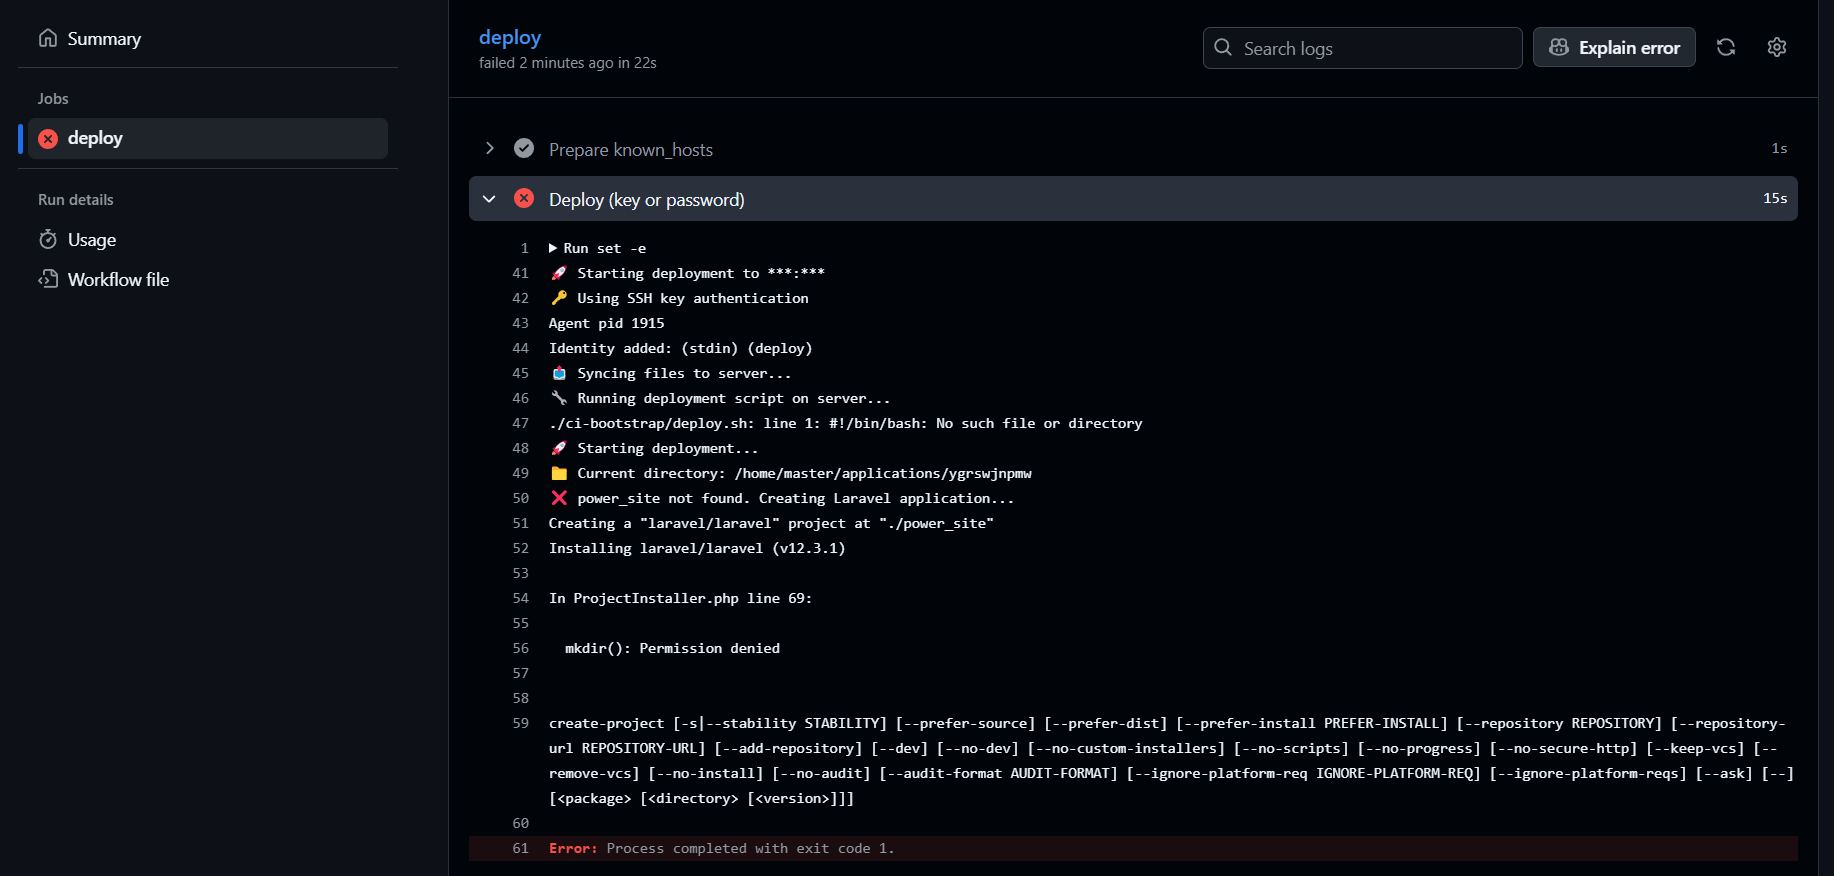 Summary
Jobs
deploy
Run details
Usage
Workflow file
deploy
failed 2 minutes ago in 22s
Search logs
Explain error
Prepare known_hosts
1s
Deploy (key or password)
15s
1 Run set -e
41 🚀 Starting deployment to ***:***
42 🔑 Using SSH key authentication
43 Agent pid 1915
44 Identity added: (stdin) (deploy)
45 📤 Syncing files to server...
46 🔧 Running deployment script on server...
47 ./ci-bootstrap/deploy.sh: line 1: #!/bin/bash: No such file or directory
48 🚀 Starting deployment...
49 📁 Current directory: /home/master/applications/ygrswjnpmw
50 ❌ power_site not found. Creating Laravel application...
51 Creating a "laravel/laravel" project at "./power_site"
52 Installing laravel/laravel (v12.3.1)
53
54 In ProjectInstaller.php line 69:
55
56 mkdir(): Permission denied
57
58
59 create-project [-s|--stability STABILITY] [--prefer-source] [--prefer-dist] [--prefer-install PREFER-INSTALL] [--repository REPOSITORY] [--repository-
url REPOSITORY-URL] [--add-repository] [--dev] [--no-dev] [--no-custom-installers] [--no-scripts] [--no-progress] [--no-secure-http] [--keep-vcs] [--
remove-vcs] [--no-install] [--no-audit] [--audit-format AUDIT-FORMAT] [--ignore-platform-req IGNORE-PLATFORM-REQ] [--ignore-platform-reqs] [--ask] [--]
[<package> [<directory> [<version>]]]
60
61 Error: Process completed with exit code 1.